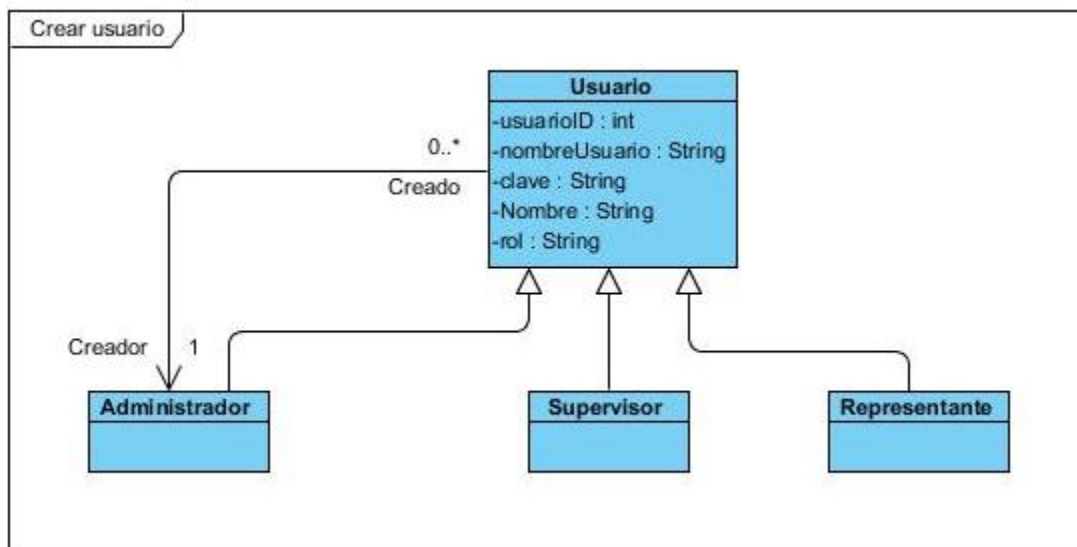 Crear usuario
Usuario
-usuarioID : int
-nombreUsuario : String
-clave : String
-Nombre : String
-rol : String
0..*
Creado
Creador 1
Administrador
Supervisor
Representante